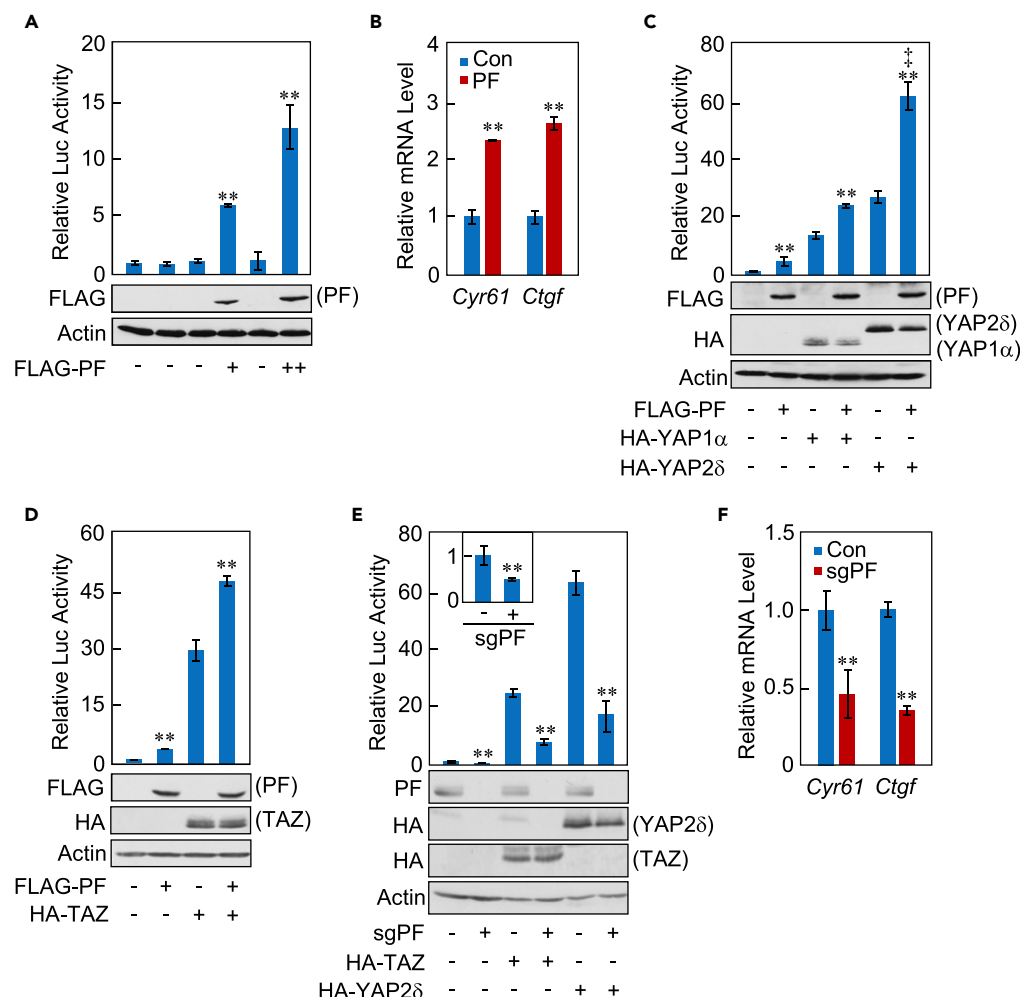 A
Relative Luc Activity
20
15
10
5
0
**
**
FLAG
(PF)
Actin
FLAG-PF
- - - + - ++
B
Relative mRNA Level
4
3
2
1
0
Con
PF
**
**
Cyr61 Ctgf
C
Relative Luc Activity
80
60
40
20
0
**
**
‡
**
FLAG
(PF)
HA
(YAP2δ)
(YAP1α)
Actin
FLAG-PF - + - + - +
HA-YAP1α - - + + - -
HA-YAP2δ - - - - + +
D
Relative Luc Activity
60
45
30
15
0
**
**
FLAG
(PF)
HA
(TAZ)
Actin
FLAG-PF - + - +
HA-TAZ - - + +
E
Relative Luc Activity
80
60
40
20
0
1
0
**
- +
sgPF
**
**
**
PF
HA
(YAP2δ)
HA
(TAZ)
Actin
sgPF - + - + - +
HA-TAZ - - + + - -
HA-YAP2δ - - - - + +
F
Relative mRNA Level
1.5
1.0
0.5
0
Con
sgPF
**
**
Cyr61 Ctgf